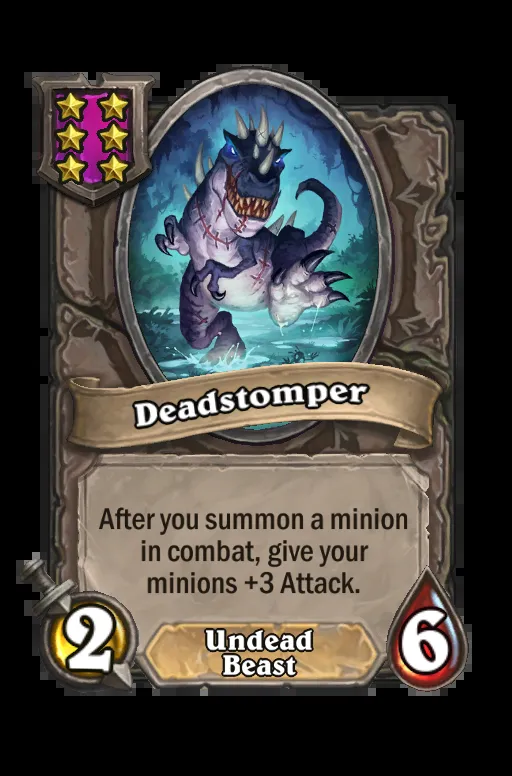 Deadstomper
After you summon a minion
in combat, give your
minions +3 Attack.
2
Undead
Beast
6